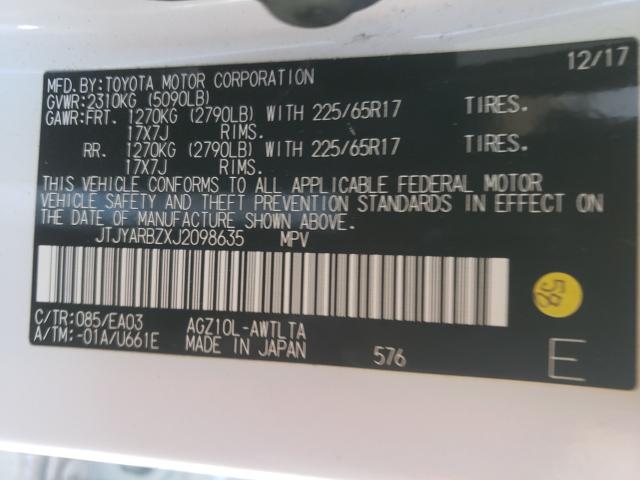 12/17
MFD.BY:TOYOTA MOTOR CORPORATION
GVWR:2310KG (5090LB)
GAWR:FRT. 1270KG (2790LB) WITH 225/65R17 TIRES.
17X7J RIMS.
RR. 1270KG (2790LB) WITH 225/65R17 TIRES.
17X7J RIMS.
THIS VEHICLE CONFORMS TO ALL APPLICABLE FEDERAL MOTOR
VEHICLE SAFETY AND THEFT PREVENTION STANDARDS IN EFFECT ON
THE DATE OF MANUFACTURE SHOWN ABOVE.
JTJYARBZXJ2098635 MPV
C/TR:085/EA03 AGZ10L-AWTLTA
A/TM:-01A/U661E MADE IN JAPAN 576 E